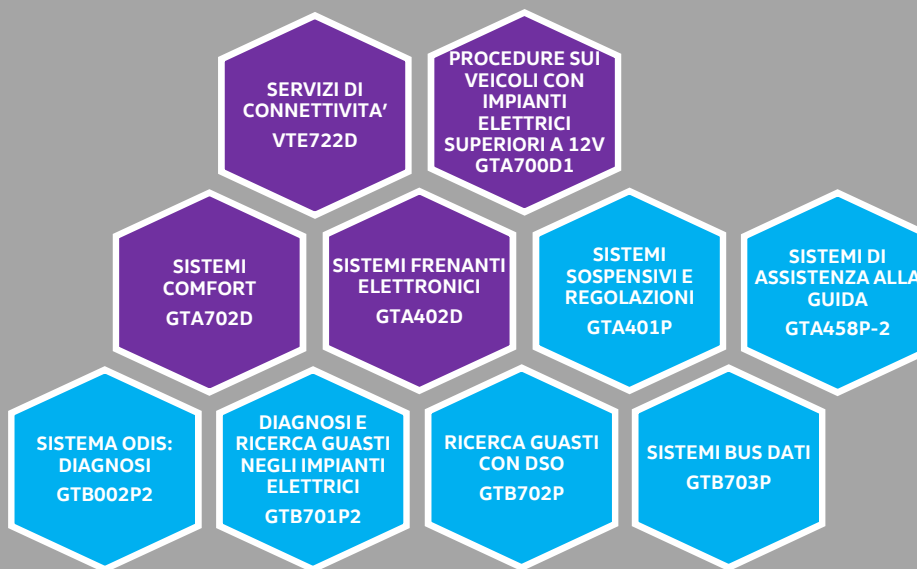 SERVIZI DI
CONNETTIVITA'
VTE722D
PROCEDURE SUI
VEICOLI CON
IMPIANTI
ELETTRICI
SUPERIORI A 12V
GTA700D1
SISTEMI
COMFORT
GTA702D
SISTEMI FRENANTI
ELETTRONICI
GTA402D
SISTEMI
SOSPENSIVI E
REGOLAZIONI
GTA401P
SISTEMI DI
ASSISTENZA ALLA
GUIDA
GTA458P-2
SISTEMA ODIS:
DIAGNOSI
GTB002P2
DIAGNOSI E
RICERCA GUASTI
NEGLI IMPIANTI
ELETTRICI
GTB701P2
RICERCA GUASTI
CON DSO
GTB702P
SISTEMI BUS DATI
GTB703P